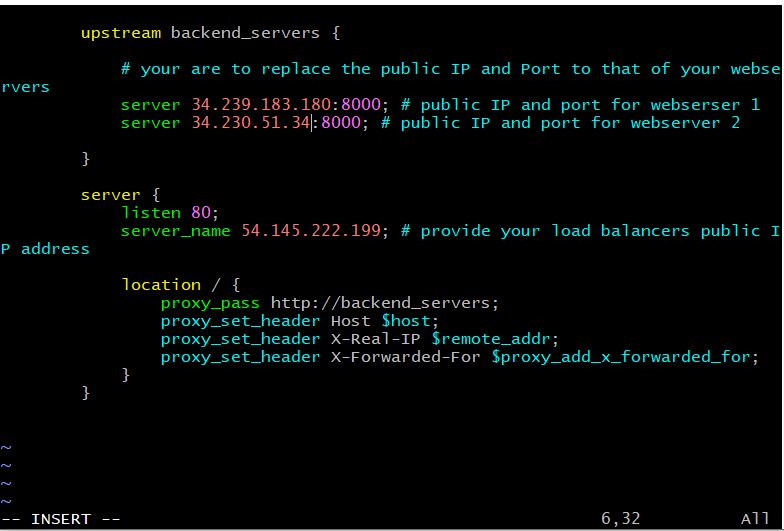 upstream backend_servers {
# your are to replace the public IP and Port to that of your webse
rvers
server 34.239.183.180:8000; # public IP and port for webserser 1
server 34.230.51.34:8000; # public IP and port for webserver 2
}
server {
listen 80;
server_name 54.145.222.199; # provide your load balancers public I
P address
location / {
proxy_pass http://backend_servers;
proxy_set_header Host $host;
proxy_set_header X-Real-IP $remote_addr;
proxy_set_header X-Forwarded-For $proxy_add_x_forwarded_for;
}
}
~
~
~
~
-- INSERT -- 6,32 All